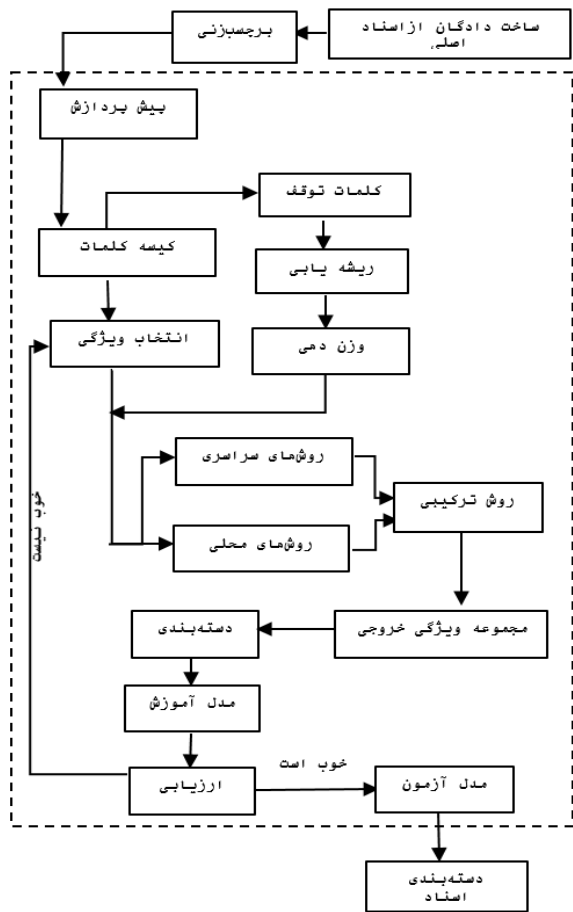 ساخت دادگان از اسناد
اصلی
برچسب‌زنی
پیش پردازش
کلمات توقف
کیسه کلمات
ریشه یابی
انتخاب ویژگی
وزن دهی
روش‌های سراسری
روش ترکیبی
روش‌های محلی
خوب نیست
مجموعه ویژگی خروجی
دسته‌بندی
مدل آموزش
خوب است
ارزیابی
مدل آزمون
دسته‌بندی
اسناد